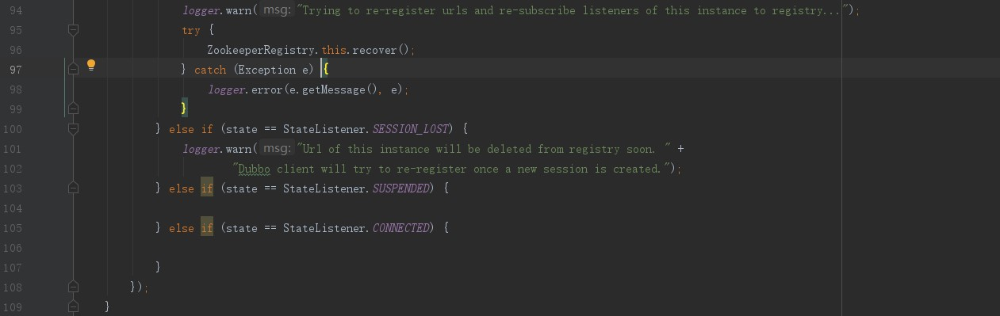 94 logger.warn( msg: "Trying to re-register urls and re-subscribe listeners of this instance to registry...");
95 try {
96 ZookeeperRegistry.this.recover();
97 } catch (Exception e) {
98 logger.error(e.getMessage(), e);
99 }
100 } else if (state == StateListener.SESSION_LOST) {
101 logger.warn( msg: "Url of this instance will be deleted from registry soon. " +
102 "Dubbo client will try to re-register once a new session is created.");
103 } else if (state == StateListener.SUSPENDED) {
104
105 } else if (state == StateListener.CONNECTED) {
106
107 }
108 });
109 }